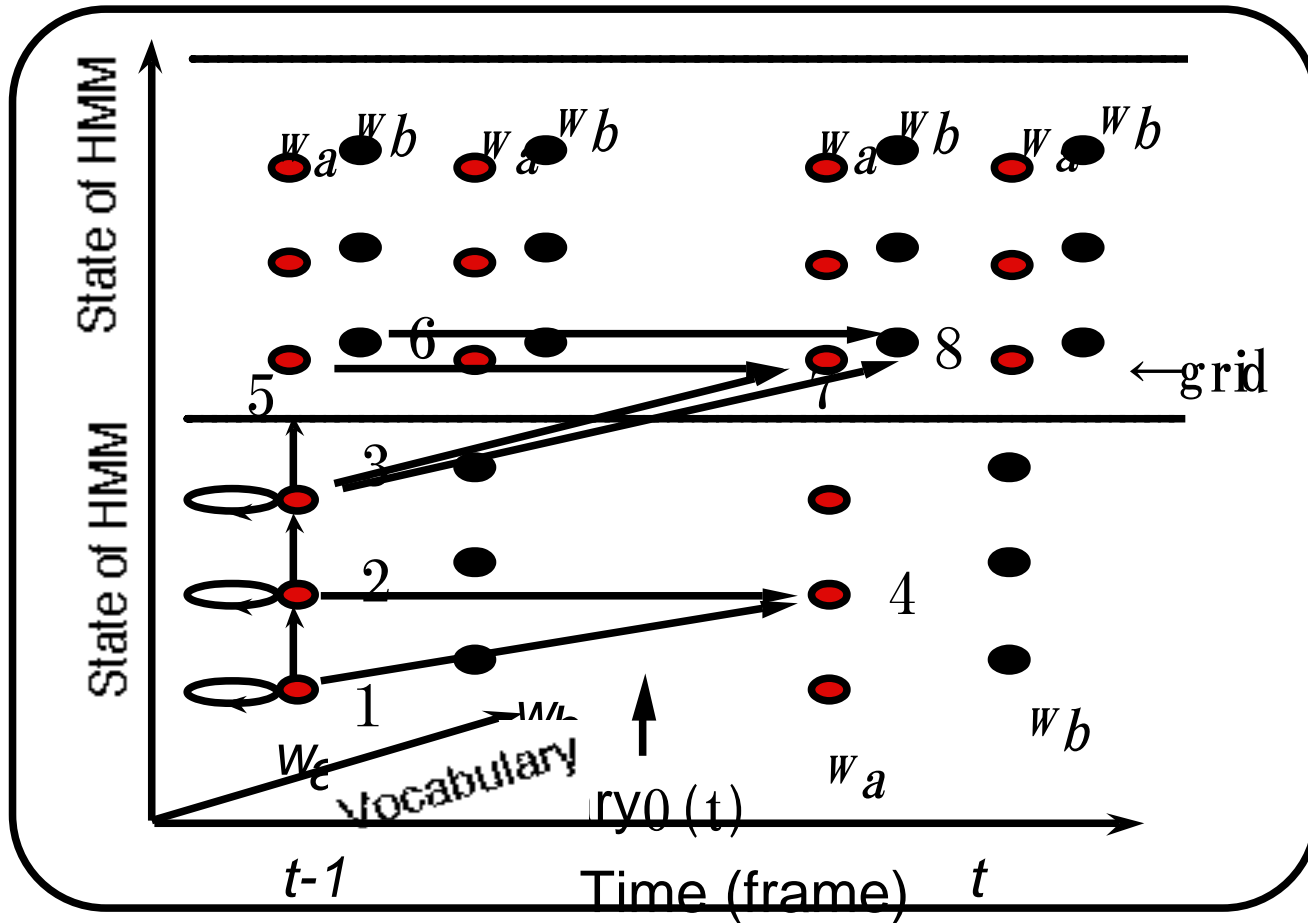 State of HMM
State of HMM
wa wb wa wb wa wb wa wb
6
8
5
7
←grid
3
2
4
1
wb
wa
Vocabulary
ry0 (t)
t-1
Time (frame)
t